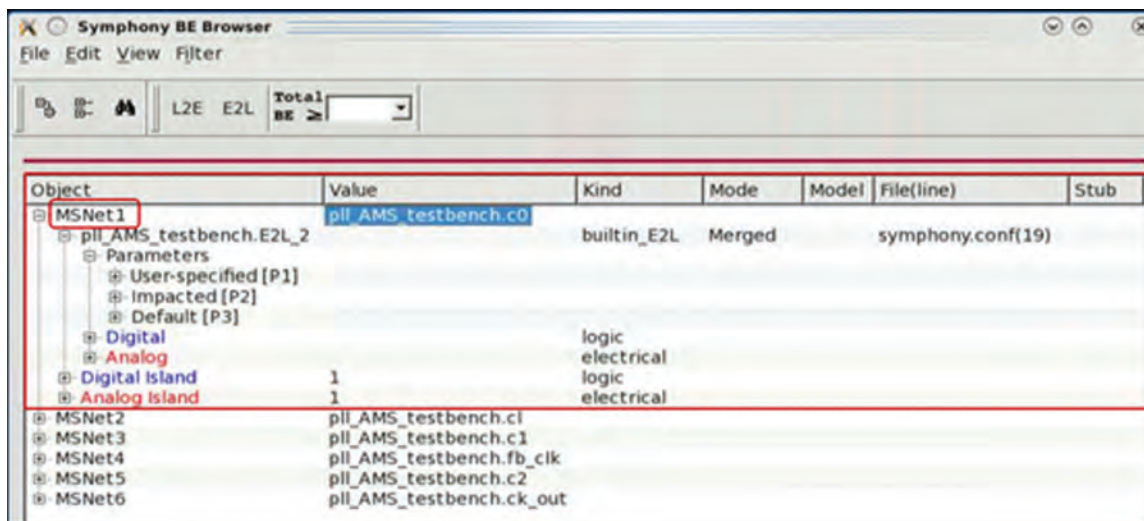 Symphony BE Browser
File Edit View Filter
L2E E2L Total BE ≥
Object Value Kind Mode Model File(line) Stub
MSNet1 pll_AMS_testbench.c0
pll_AMS_testbench.E2L_2 builtin_E2L Merged symphony.conf(19)
Parameters
User-specified [P1]
Impacted [P2]
Default [P3]
Digital logic
Analog electrical
Digital Island 1 logic
Analog Island 1 electrical
MSNet2 pll_AMS_testbench.cl
MSNet3 pll_AMS_testbench.c1
MSNet4 pll_AMS_testbench.fb_clk
MSNet5 pll_AMS_testbench.c2
MSNet6 pll_AMS_testbench.ck_out